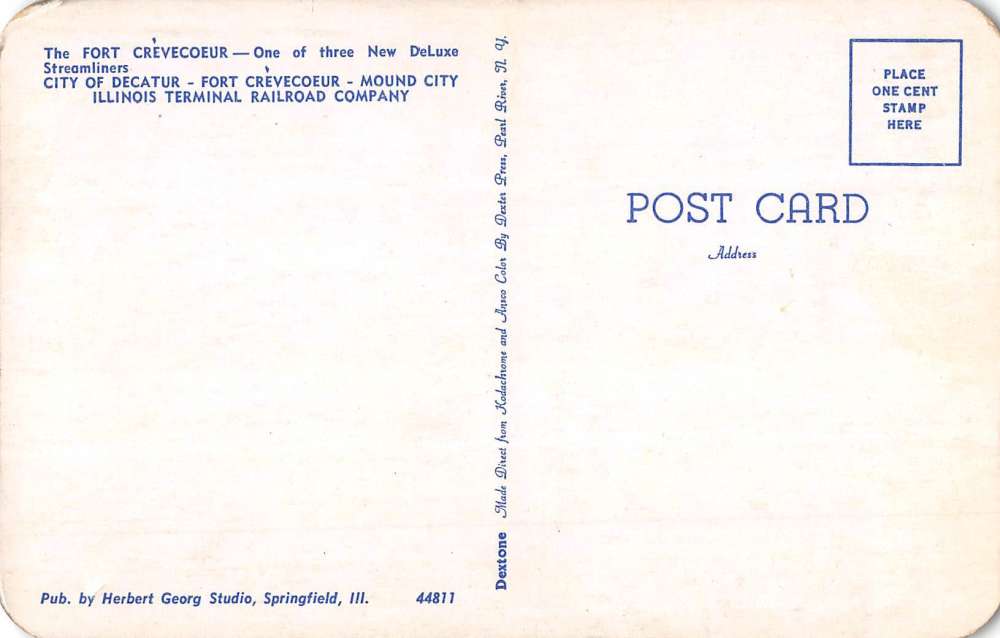 The FORT CRÈVECOEUR — One of three New DeLuxe
Streamliners
CITY OF DECATUR - FORT CRÈVECOEUR - MOUND CITY
ILLINOIS TERMINAL RAILROAD COMPANY
Pub. by Herbert Georg Studio, Springfield, Ill. 44811
Dextone Made Direct from Kodachrome and Ansco Color By Dexter Press, Pearl River, N. Y.
PLACE
ONE CENT
STAMP
HERE
POST CARD
Address